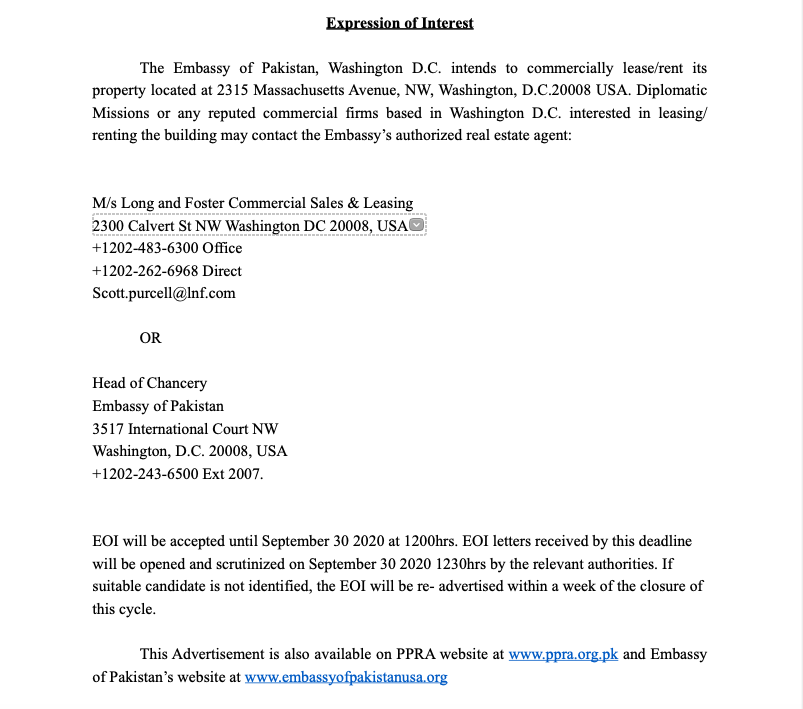 Expression of Interest
The Embassy of Pakistan, Washington D.C. intends to commercially lease/rent its
property located at 2315 Massachusetts Avenue, NW, Washington, D.C.20008 USA. Diplomatic
Missions or any reputed commercial firms based in Washington D.C. interested in leasing/
renting the building may contact the Embassy’s authorized real estate agent:
M/s Long and Foster Commercial Sales & Leasing
2300 Calvert St NW Washington DC 20008, USA
+1202-483-6300 Office
+1202-262-6968 Direct
Scott.purcell@lnf.com
OR
Head of Chancery
Embassy of Pakistan
3517 International Court NW
Washington, D.C. 20008, USA
+1202-243-6500 Ext 2007.
EOI will be accepted until September 30 2020 at 1200hrs. EOI letters received by this deadline
will be opened and scrutinized on September 30 2020 1230hrs by the relevant authorities. If
suitable candidate is not identified, the EOI will be re- advertised within a week of the closure of
this cycle.
This Advertisement is also available on PPRA website at www.ppra.org.pk and Embassy
of Pakistan’s website at www.embassyofpakistanusa.org